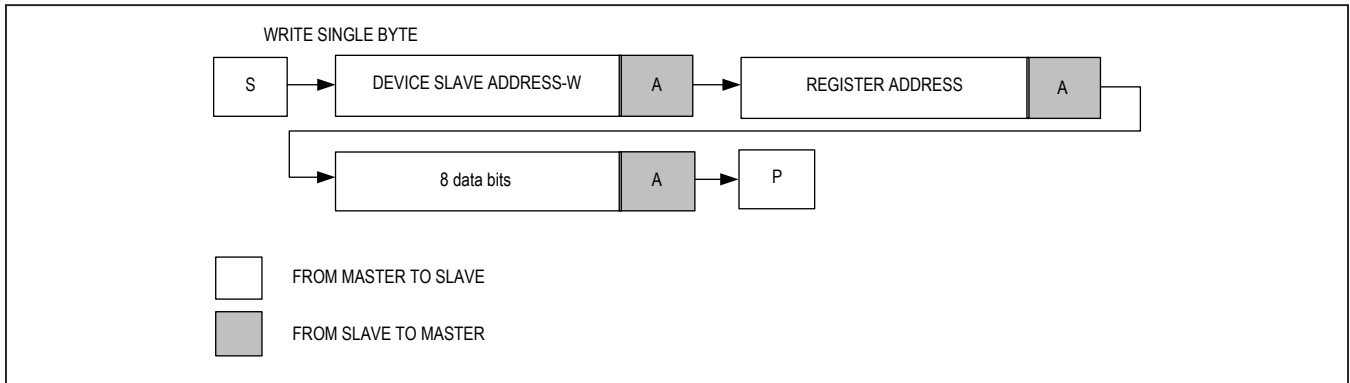 WRITE SINGLE BYTE
S DEVICE SLAVE ADDRESS-W A REGISTER ADDRESS A
8 data bits A P
FROM MASTER TO SLAVE
FROM SLAVE TO MASTER